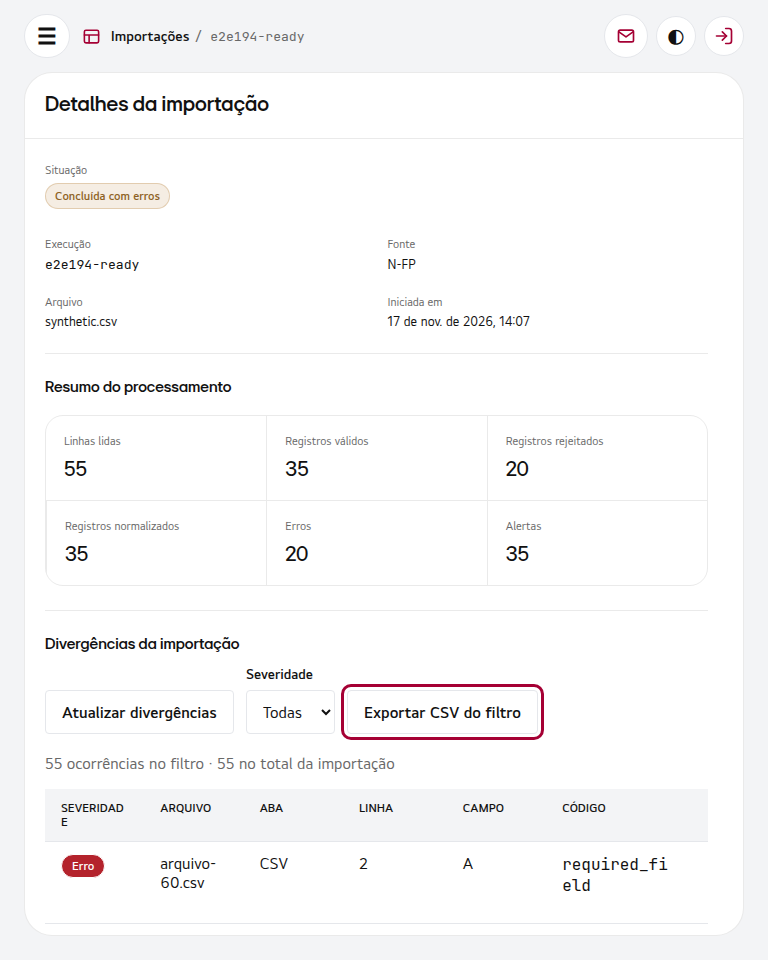 Importações / e2e194-ready
Detalhes da importação
Situação
Concluída com erros
Execução
e2e194-ready
Fonte
N-FP
Arquivo
synthetic.csv
Iniciada em
17 de nov. de 2026, 14:07
Resumo do processamento
Linhas lidas
55
Registros válidos
35
Registros rejeitados
20
Registros normalizados
35
Erros
20
Alertas
35
Divergências da importação
Severidade
Atualizar divergências
Todas
Exportar CSV do filtro
55 ocorrências no filtro · 55 no total da importação
SEVERIDAD
E
ARQUIVO
ABA
LINHA
CAMPO
CÓDIGO
Erro
arquivo-
60.csv
CSV
2
A
required_fi
eld